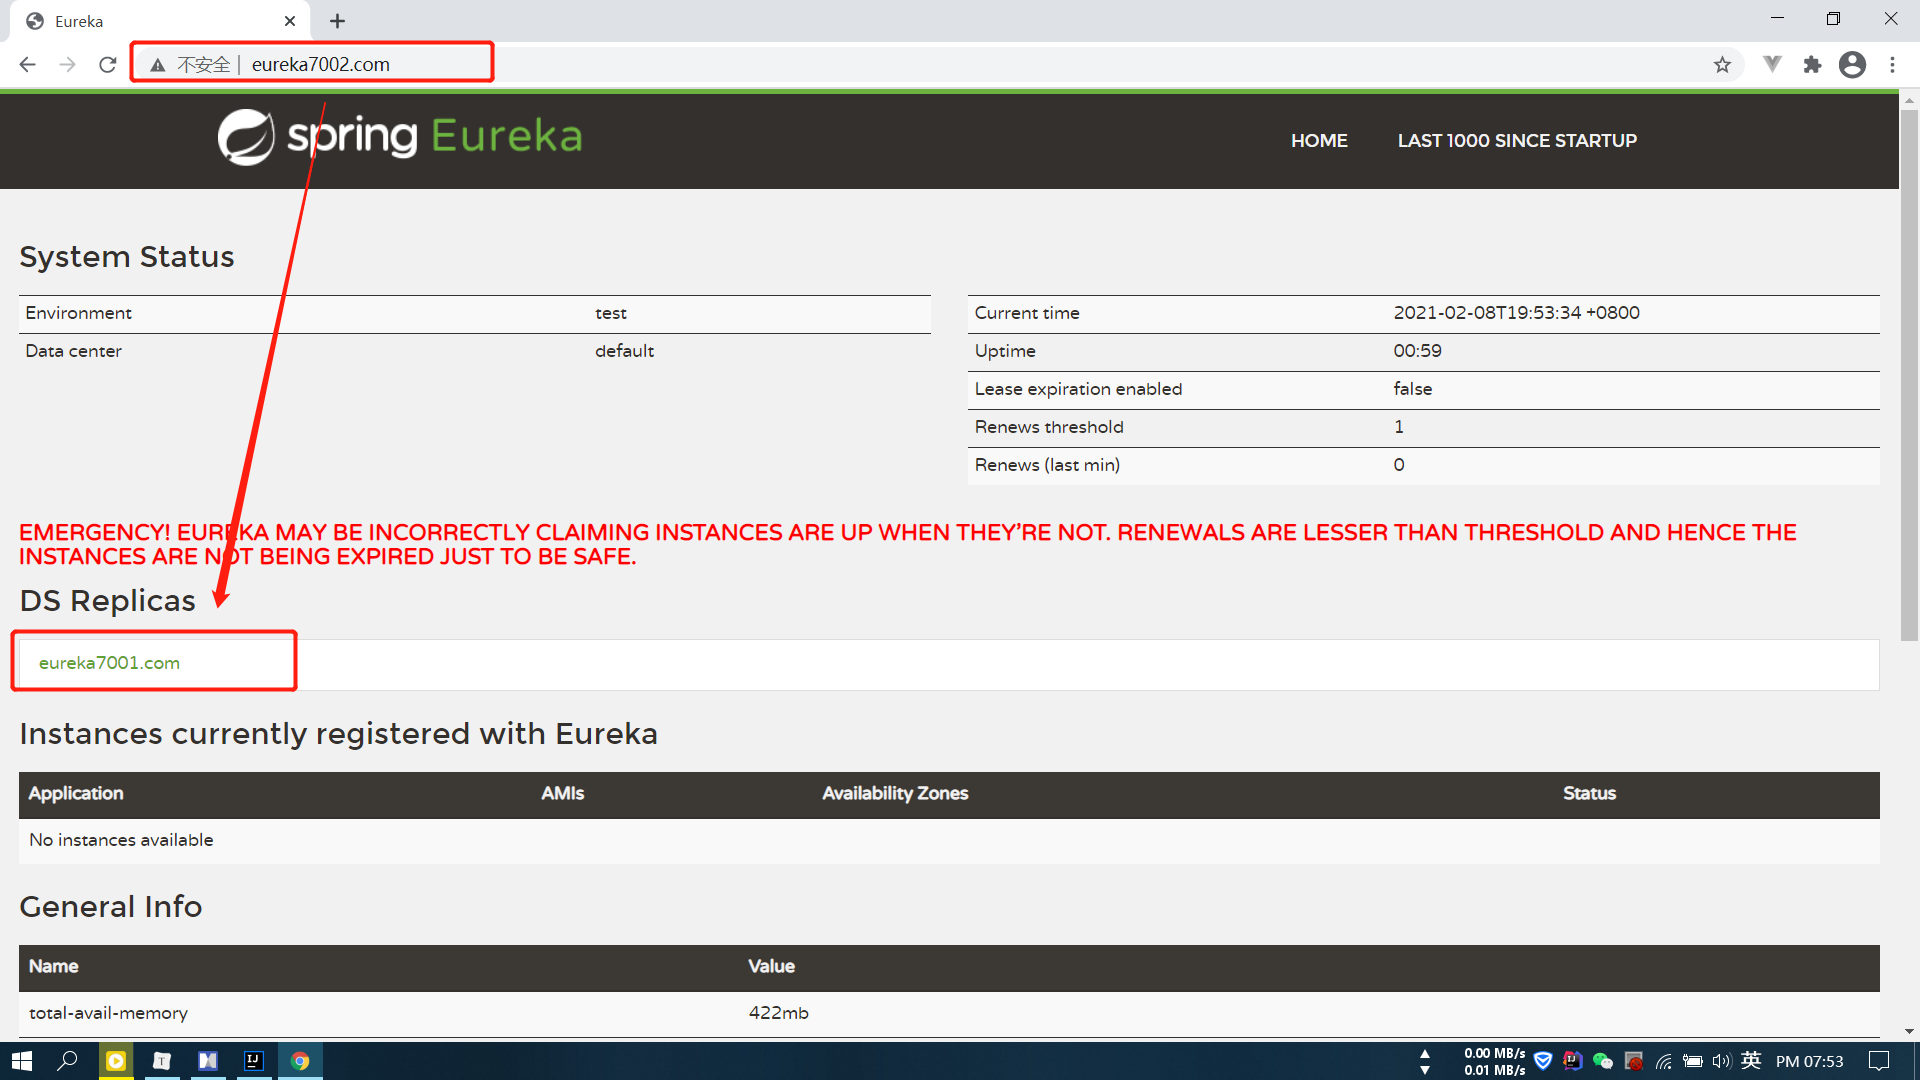 Eureka
不安全 | eureka7002.com
spring Eureka
HOME
LAST 1000 SINCE STARTUP
System Status
Environment test
Data center default
Current time 2021-02-08T19:53:34 +0800
Uptime 00:59
Lease expiration enabled false
Renews threshold 1
Renews (last min) 0
EMERGENCY! EUREKA MAY BE INCORRECTLY CLAIMING INSTANCES ARE UP WHEN THEY'RE NOT. RENEWALS ARE LESSER THAN THRESHOLD AND HENCE THE
INSTANCES ARE NOT BEING EXPIRED JUST TO BE SAFE.
DS Replicas
eureka7001.com
Instances currently registered with Eureka
Application AMIs Availability Zones Status
No instances available
General Info
Name Value
total-avail-memory 422mb
T
IJ
0.00 MB/s
0.01 MB/s
IJ
英
PM 07:53